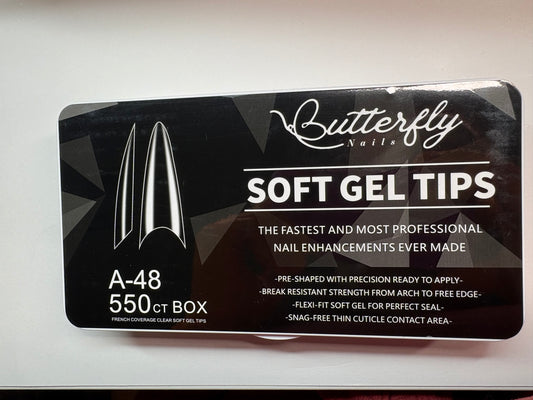 Butterfly
Nails
SOFT GEL TIPS
THE FASTEST AND MOST PROFESSIONAL
NAIL ENHANCEMENTS EVER MADE
-PRE-SHAPED WITH PRECISION READY TO APPLY-
-BREAK RESISTANT STRENGTH FROM ARCH TO FREE EDGE-
-FLEXI-FIT SOFT GEL FOR PERFECT SEAL-
-SNAG-FREE THIN CUTICLE CONTACT AREA-
A-48
550CT BOX
FRENCH COVERAGE CLEAR SOFT GEL TIPS